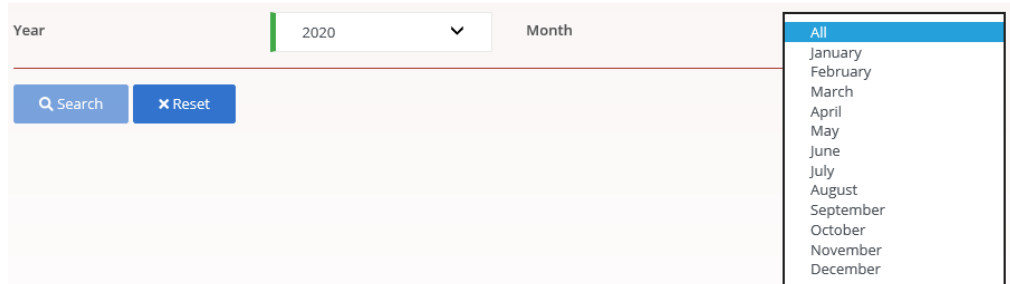 Year 2020 Month
All
January
February
March
April
May
June
July
August
September
October
November
December
Search Reset